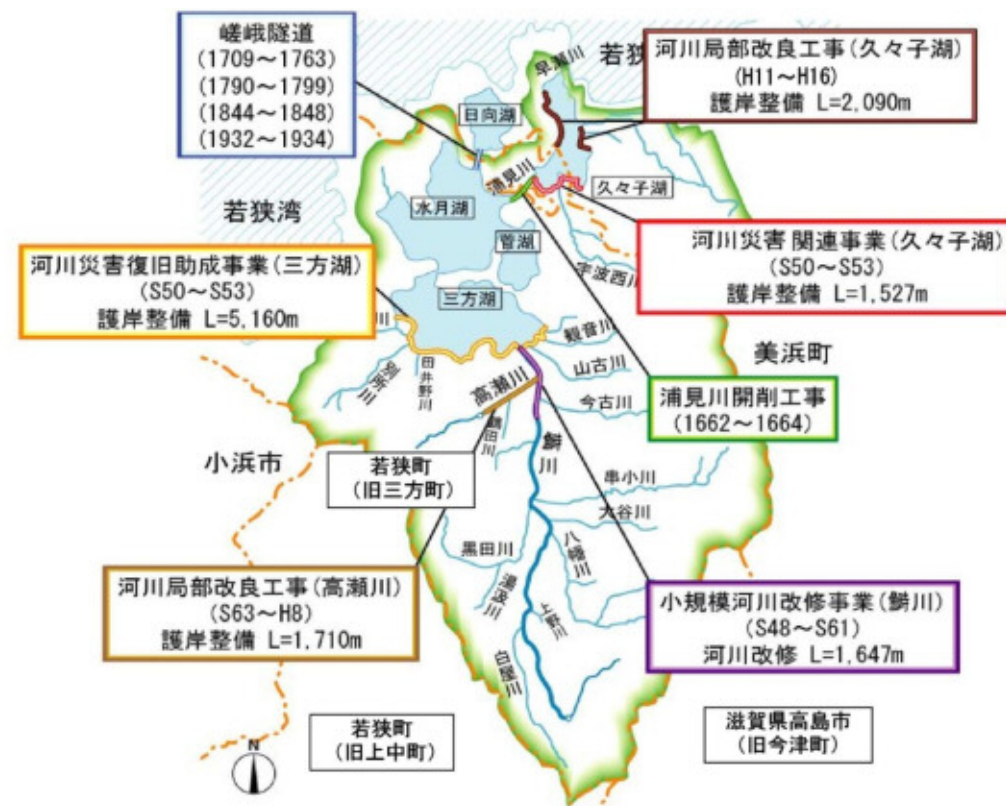 嵯峨隧道
(1709～1763)
(1790～1799)
(1844～1848)
(1932～1934)
若狭
早瀬川
河川局部改良工事(久々子湖)
(H11～H16)
護岸整備 L=2,090m
日向湖
浦見川
久々子湖
水月湖
菅湖
若狭湾
河川災害関連事業(久々子湖)
(S50～S53)
護岸整備 L=1,527m
宇波西川
河川災害復旧助成事業(三方湖)
(S50～S53)
護岸整備 L=5,160m
三方湖
川
観音川
山古川
美浜町
別所川
田井野川
高瀬川
今古川
浦見川開削工事
(1662～1664)
小浜市
鰣川
若狭町
(旧三方町)
串小川
大谷川
八幡川
黒田川
河川局部改良工事(高瀬川)
(S63～H8)
護岸整備 L=1,710m
上野川
小規模河川改修事業(鰣川)
(S48～S61)
河川改修 L=1,647m
白屋川
若狭町
(旧上中町)
滋賀県高島市
(旧今津町)
N